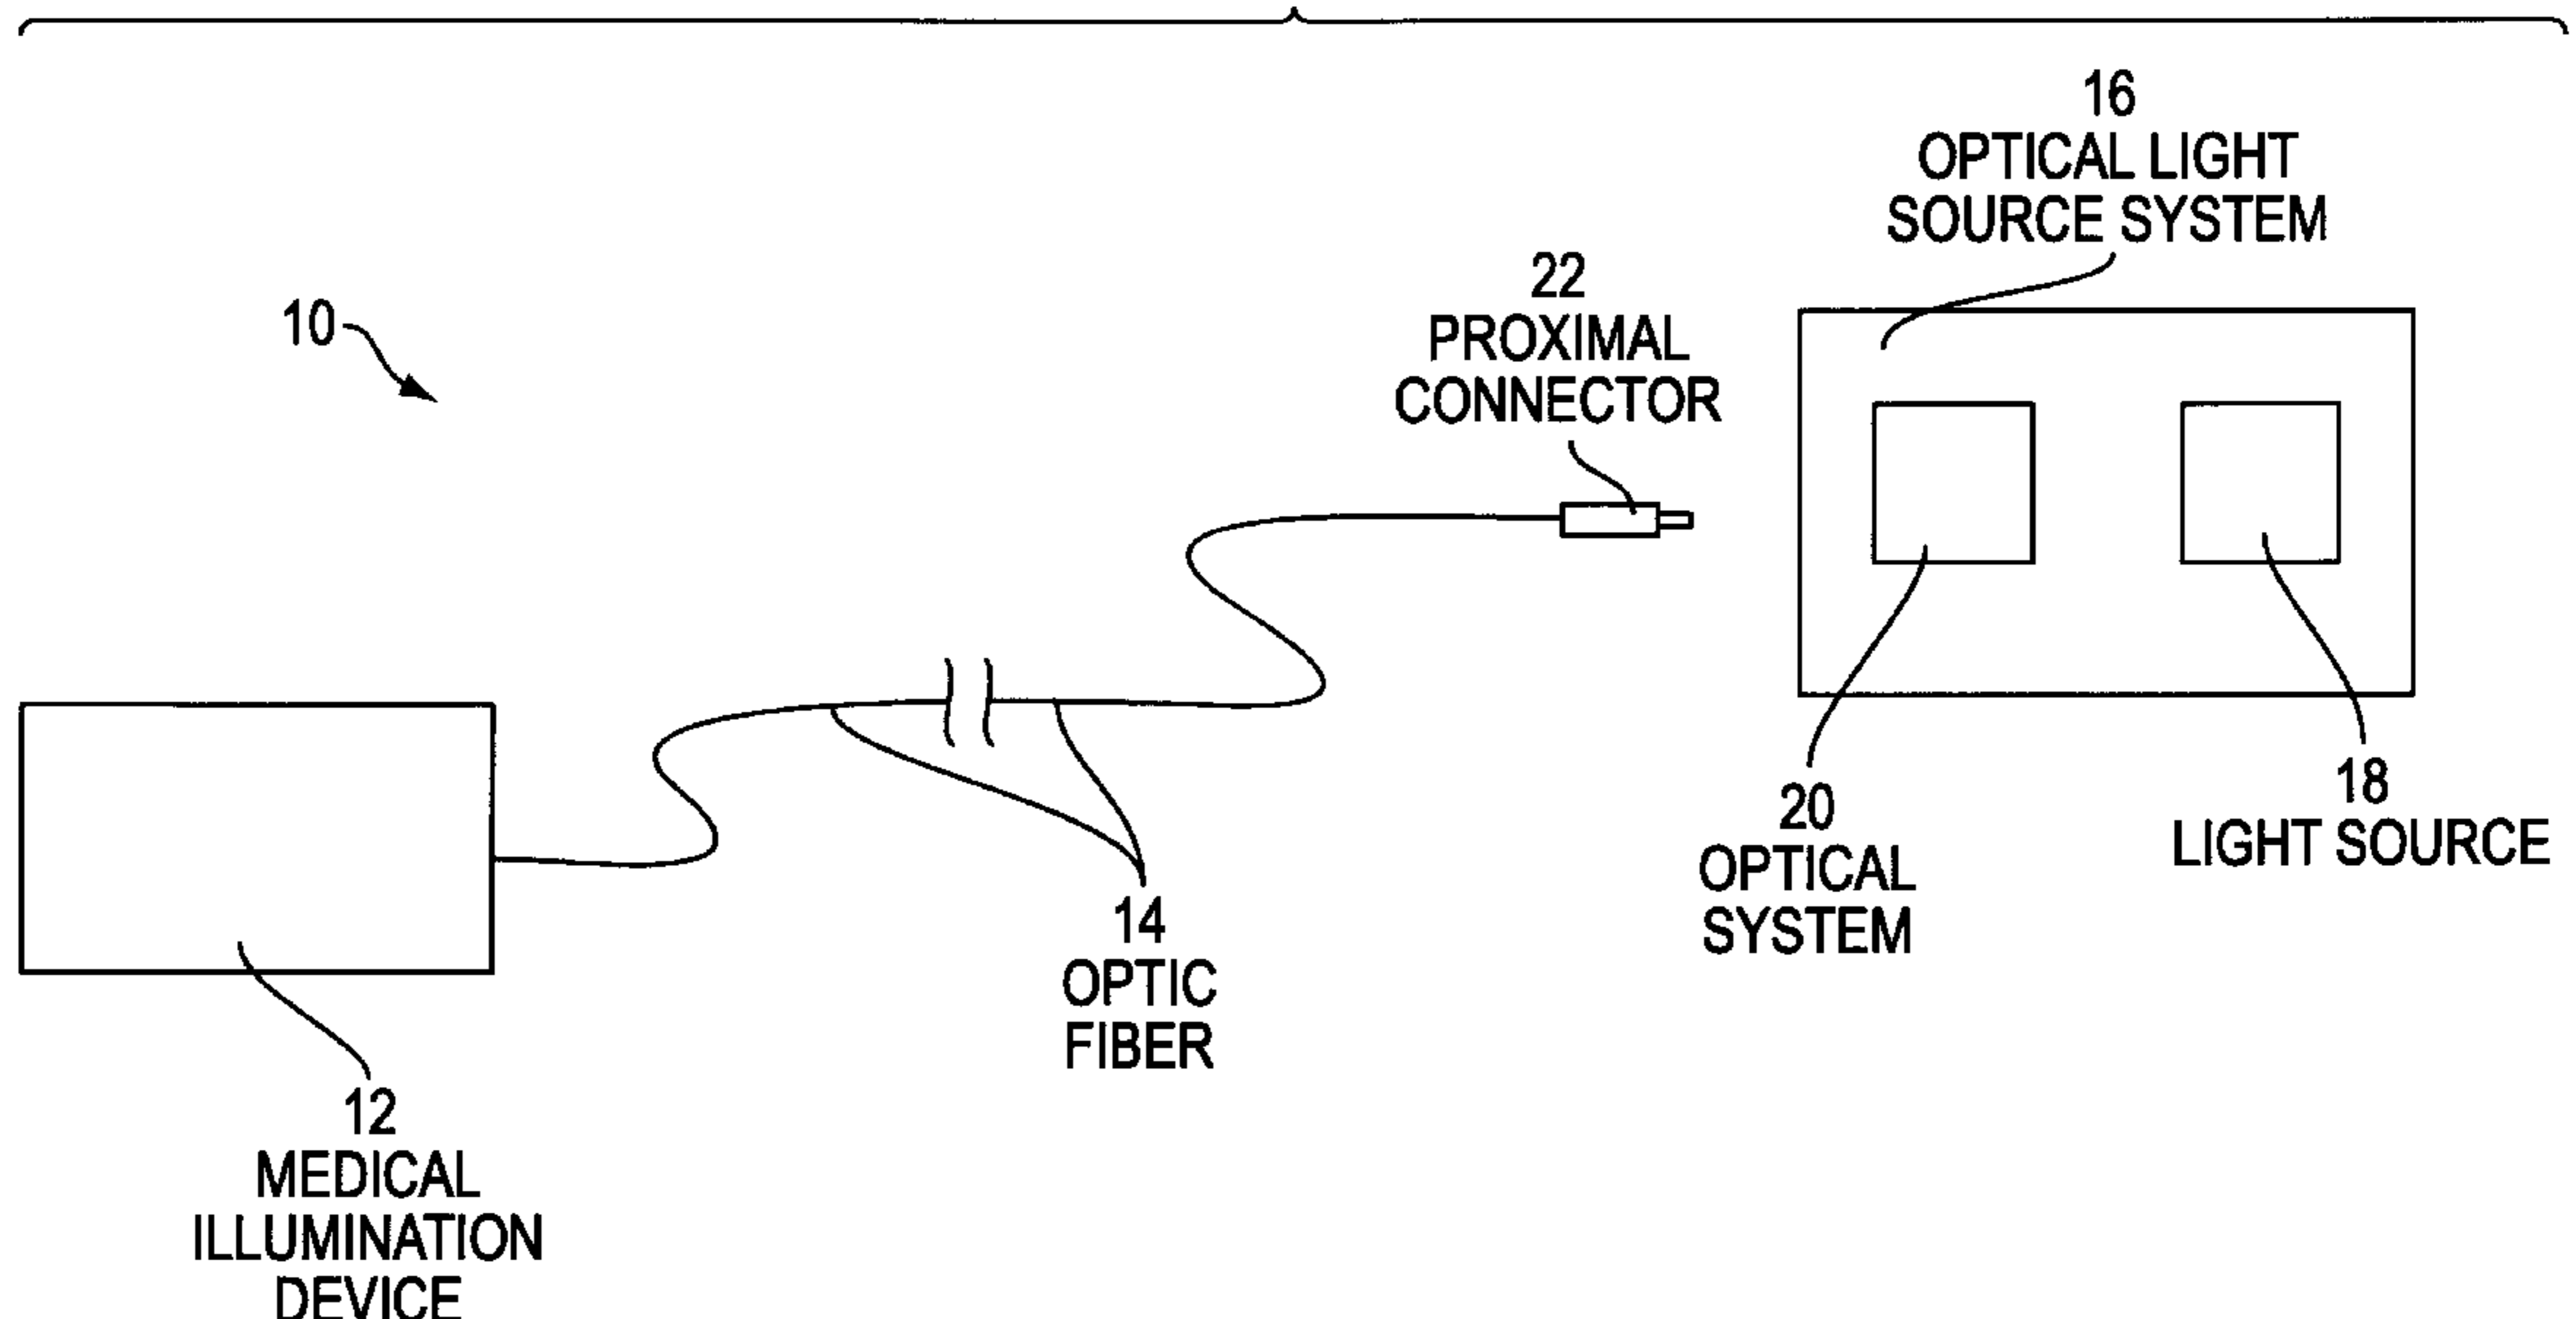 16
OPTICAL LIGHT
SOURCE SYSTEM
22
PROXIMAL
CONNECTOR
10
20
OPTICAL
SYSTEM
18
LIGHT SOURCE
14
OPTIC
FIBER
12
MEDICAL
ILLUMINATION
DEVICE